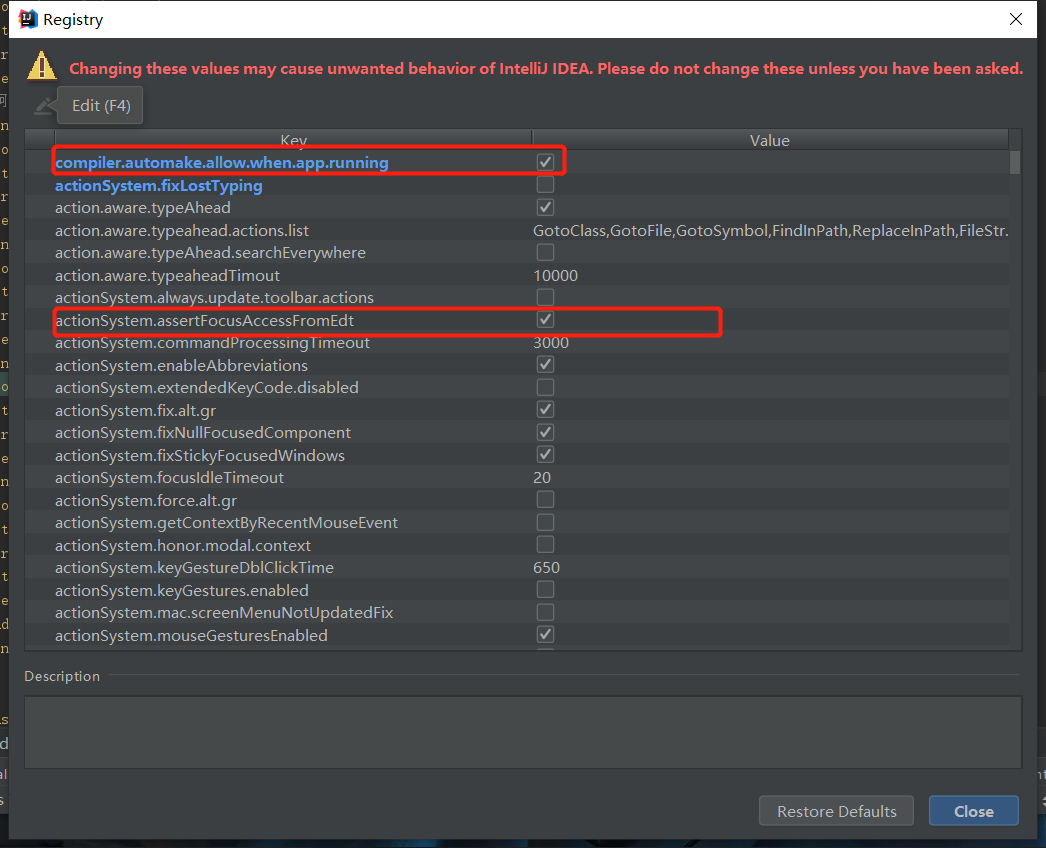 Registry
Changing these values may cause unwanted behavior of IntelliJ IDEA. Please do not change these unless you have been asked.
Edit (F4)
Key Value
compiler.automake.allow.when.app.running
actionSystem.fixLostTyping
action.aware.typeAhead
action.aware.typeahead.actions.list GotoClass,GotoFile,GotoSymbol,FindInPath,ReplaceInPath,FileStr.
action.aware.typeAhead.searchEverywhere
action.aware.typeaheadTimout 10000
actionSystem.always.update.toolbar.actions
actionSystem.assertFocusAccessFromEdt
actionSystem.commandProcessingTimeout 3000
actionSystem.enableAbbreviations
actionSystem.extendedKeyCode.disabled
actionSystem.fix.alt.gr
actionSystem.fixNullFocusedComponent
actionSystem.fixStickyFocusedWindows
actionSystem.focusIdleTimeout 20
actionSystem.force.alt.gr
actionSystem.getContextByRecentMouseEvent
actionSystem.honor.modal.context
actionSystem.keyGestureDblClickTime 650
actionSystem.keyGestures.enabled
actionSystem.mac.screenMenuNotUpdatedFix
actionSystem.mouseGesturesEnabled
Description
Restore Defaults Close